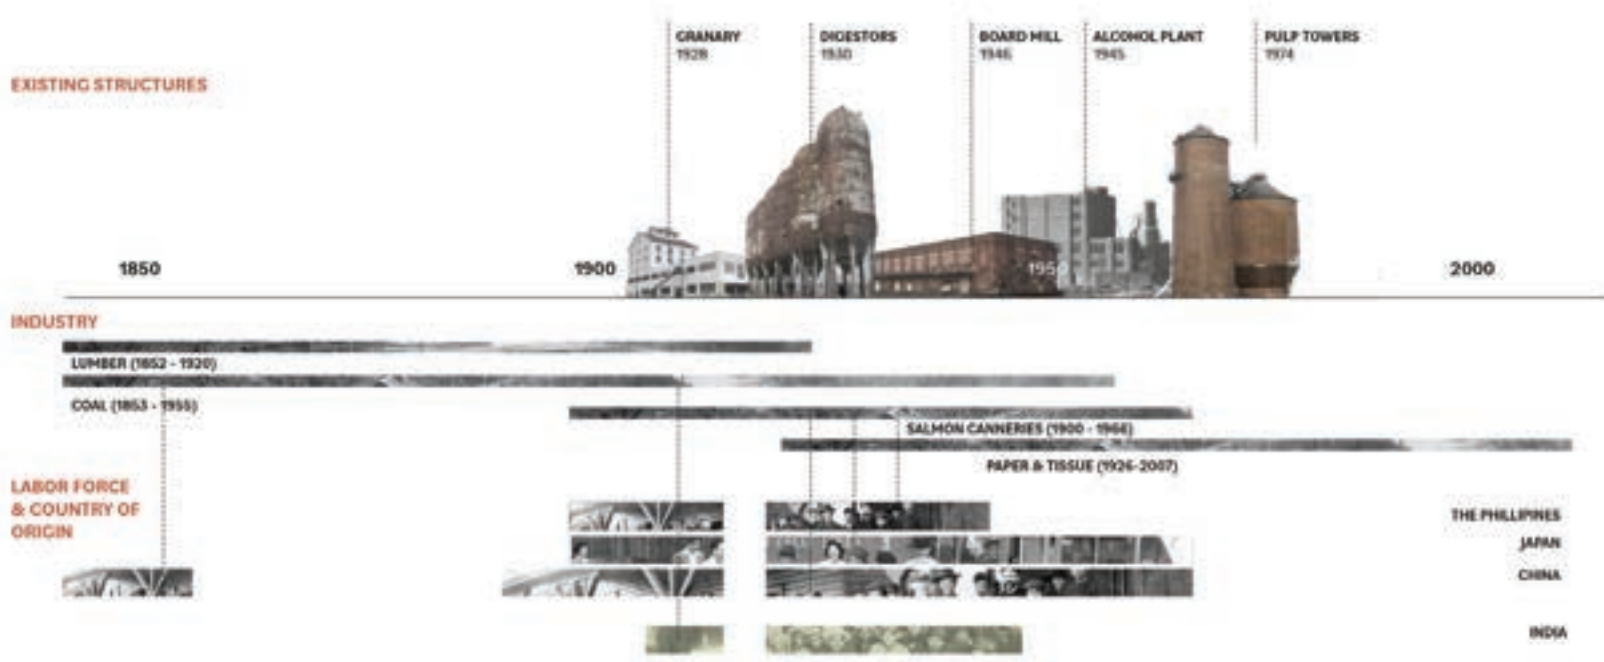 GRANARY
1928
DIGESTORS
1930
BOARD MILL
1946
ALCOHOL PLANT
1945
PULP TOWERS
1974
EXISTING STRUCTURES
1850
1900
1950
2000
INDUSTRY
LUMBER (1852 - 1920)
COAL (1853 - 1955)
SALMON CANNERIES (1900 - 1966)
PAPER & TISSUE (1926-2007)
LABOR FORCE
& COUNTRY OF
ORIGIN
THE PHILLIPINES
JAPAN
CHINA
INDIA